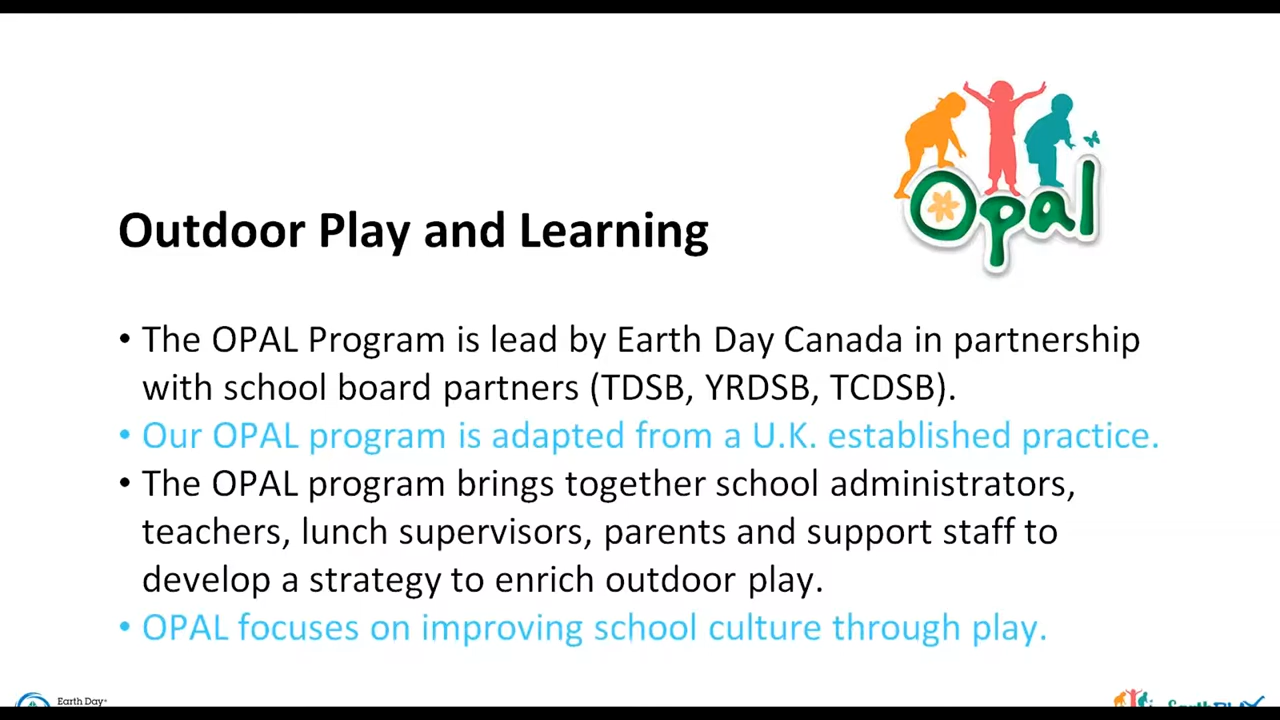 Opal
Outdoor Play and Learning
• The OPAL Program is lead by Earth Day Canada in partnership
with school board partners (TDSB, YRDSB, TCDSB).
• Our OPAL program is adapted from a U.K. established practice.
• The OPAL program brings together school administrators,
teachers, lunch supervisors, parents and support staff to
develop a strategy to enrich outdoor play.
• OPAL focuses on improving school culture through play.
Earth Day